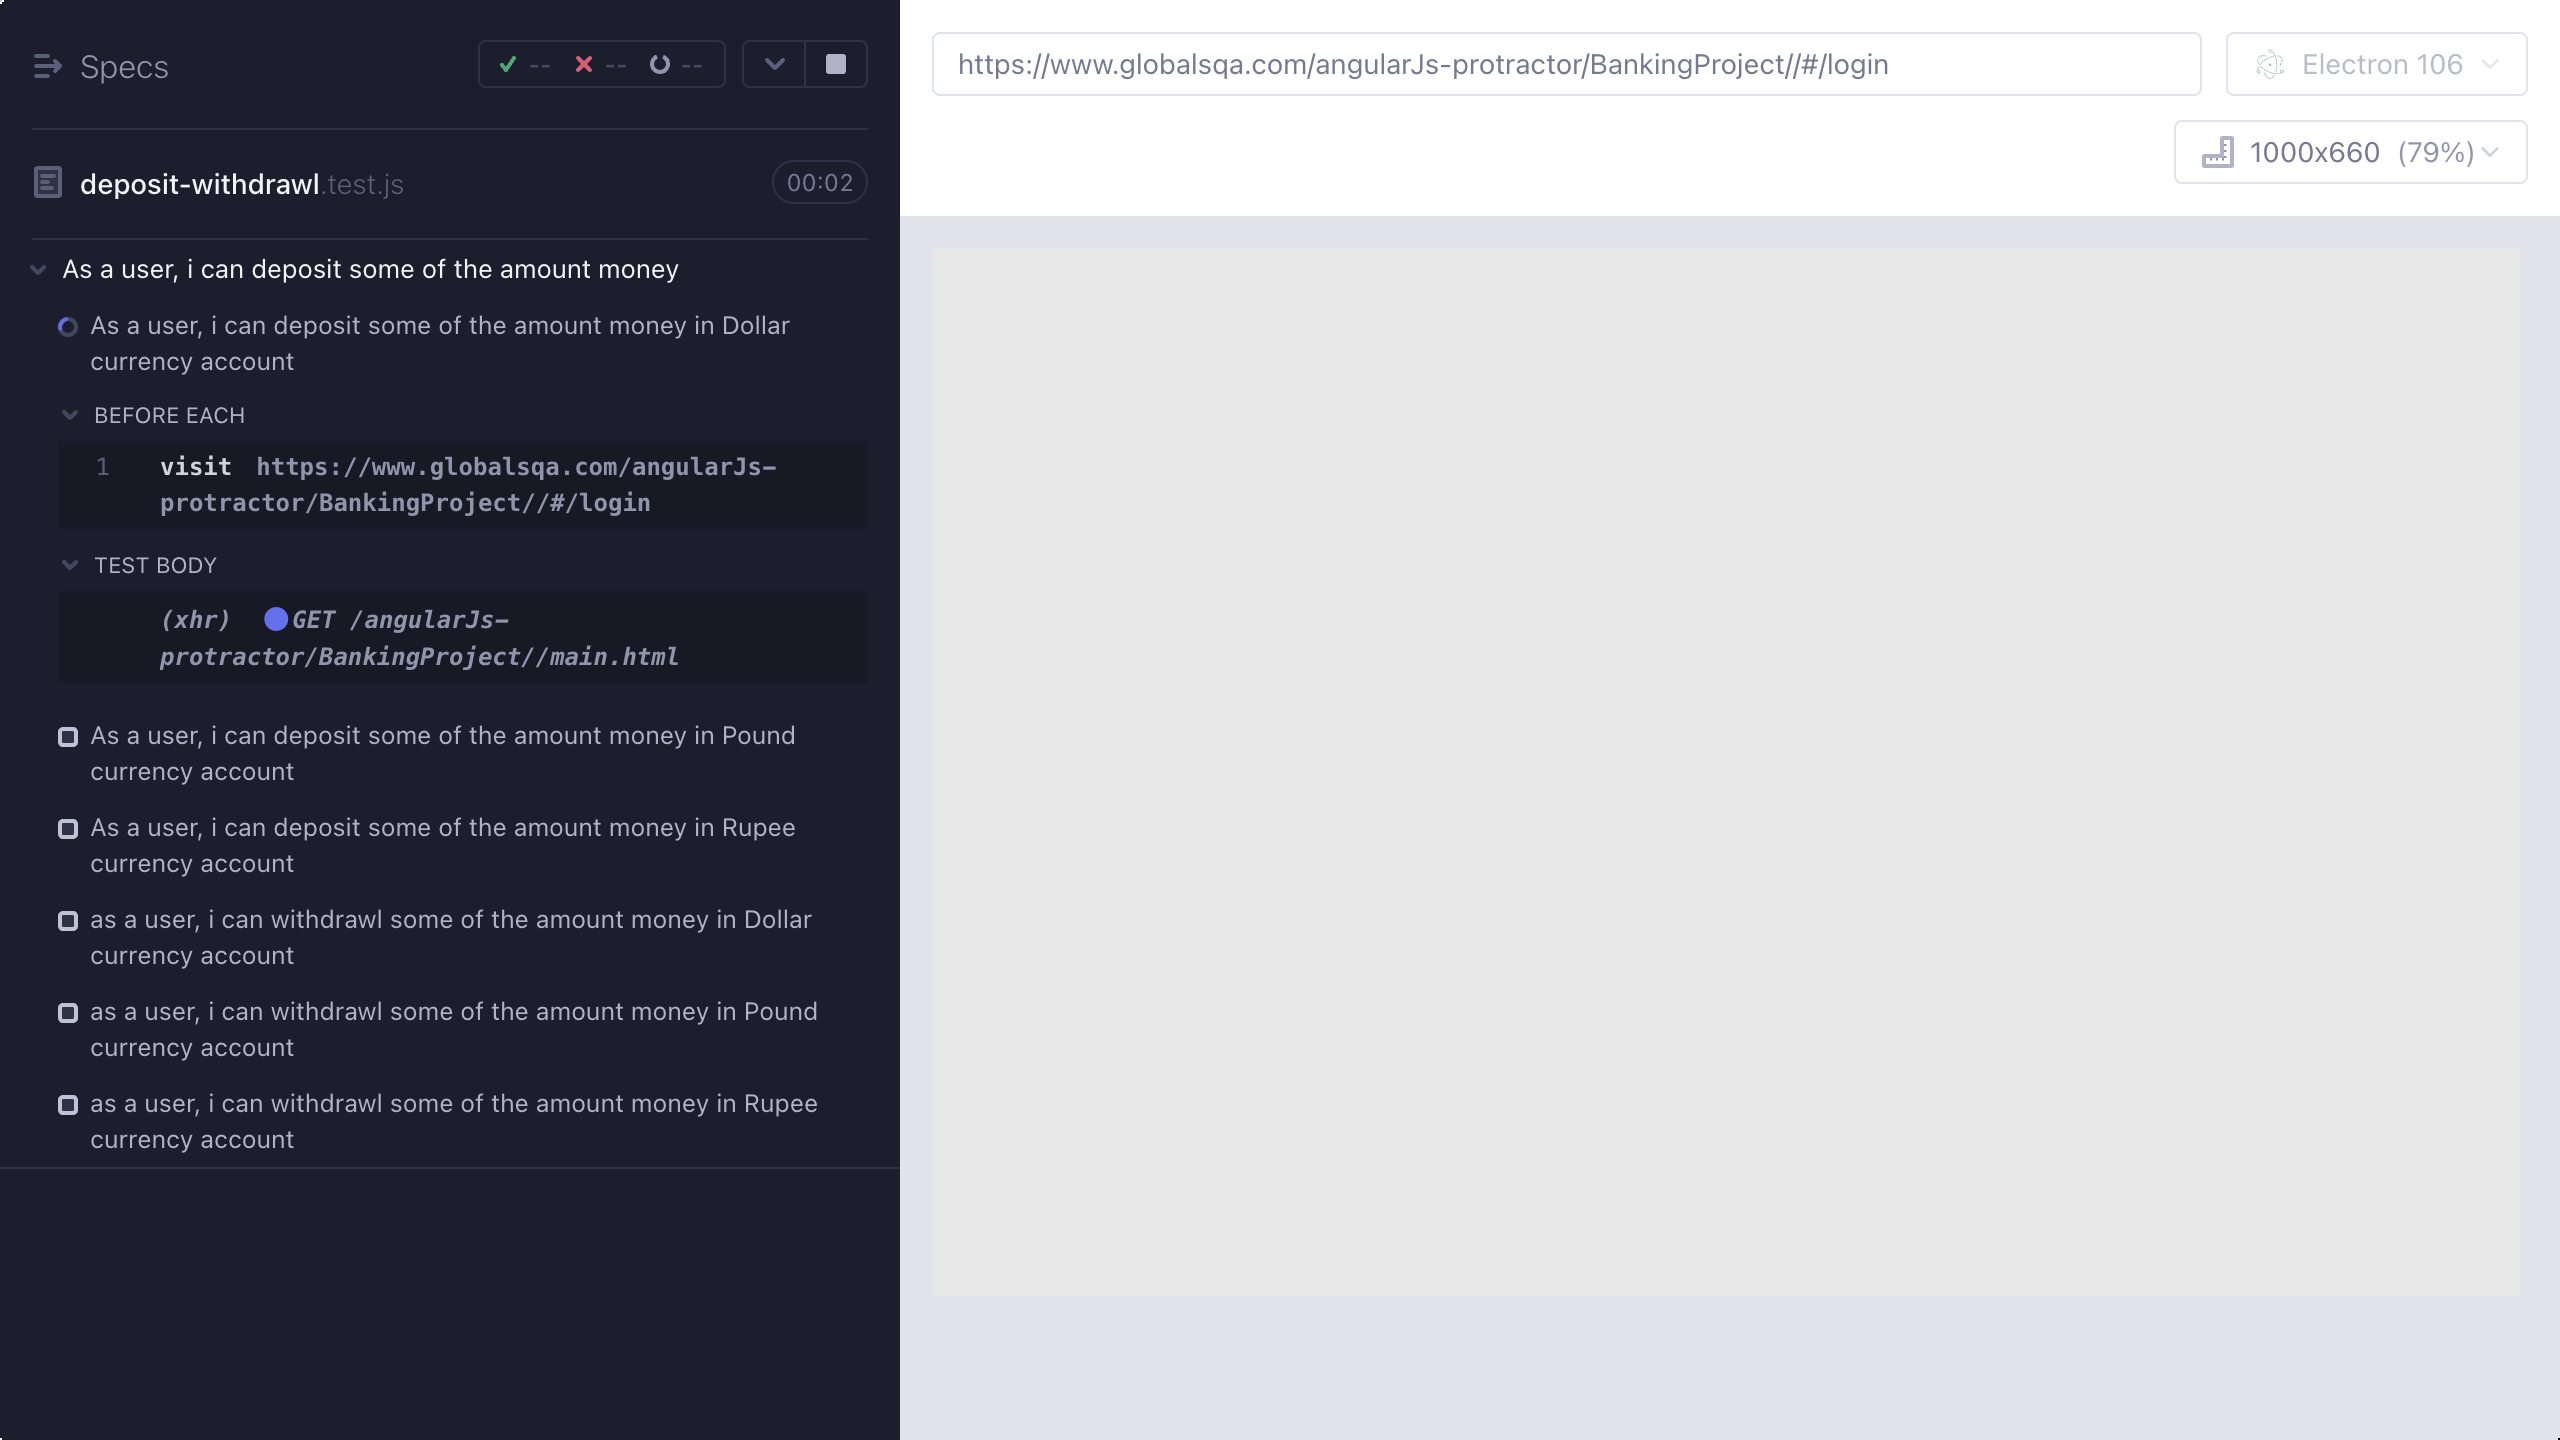 Specs
--
--
--
deposit-withdrawl.test.js
00:02
As a user, i can deposit some of the amount money
As a user, i can deposit some of the amount money in Dollar
currency account
BEFORE EACH
1 visit https://www.globalsqa.com/angularJs-
protractor/BankingProject//#/login
TEST BODY
(xhr) GET /angularJs-
protractor/BankingProject//main.html
As a user, i can deposit some of the amount money in Pound
currency account
As a user, i can deposit some of the amount money in Rupee
currency account
as a user, i can withdrawl some of the amount money in Dollar
currency account
as a user, i can withdrawl some of the amount money in Pound
currency account
as a user, i can withdrawl some of the amount money in Rupee
currency account
https://www.globalsqa.com/angularJs-protractor/BankingProject//#/login
Electron 106
1000x660 (79%)